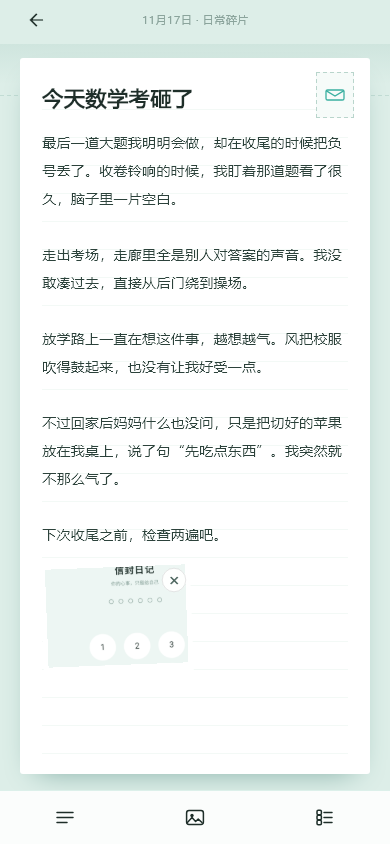 11月17日 · 日常碎片
今天数学考砸了
最后一道大题我明明会做，却在收尾的时候把负
号丢了。收卷铃响的时候，我盯着那道题看了很
久，脑子里一片空白。
走出考场，走廊里全是别人对答案的声音。我没
敢凑过去，直接从后门绕到操场。
放学路上一直在想这件事，越想越气。风把校服
吹得鼓起来，也没有让我好受一点。
不过回家后妈妈什么也没问，只是把切好的苹果
放在我桌上，说了句“先吃点东西”。我突然就
不那么气了。
下次收尾之前，检查两遍吧。
信封日记
你的心事，只有
1 2 3